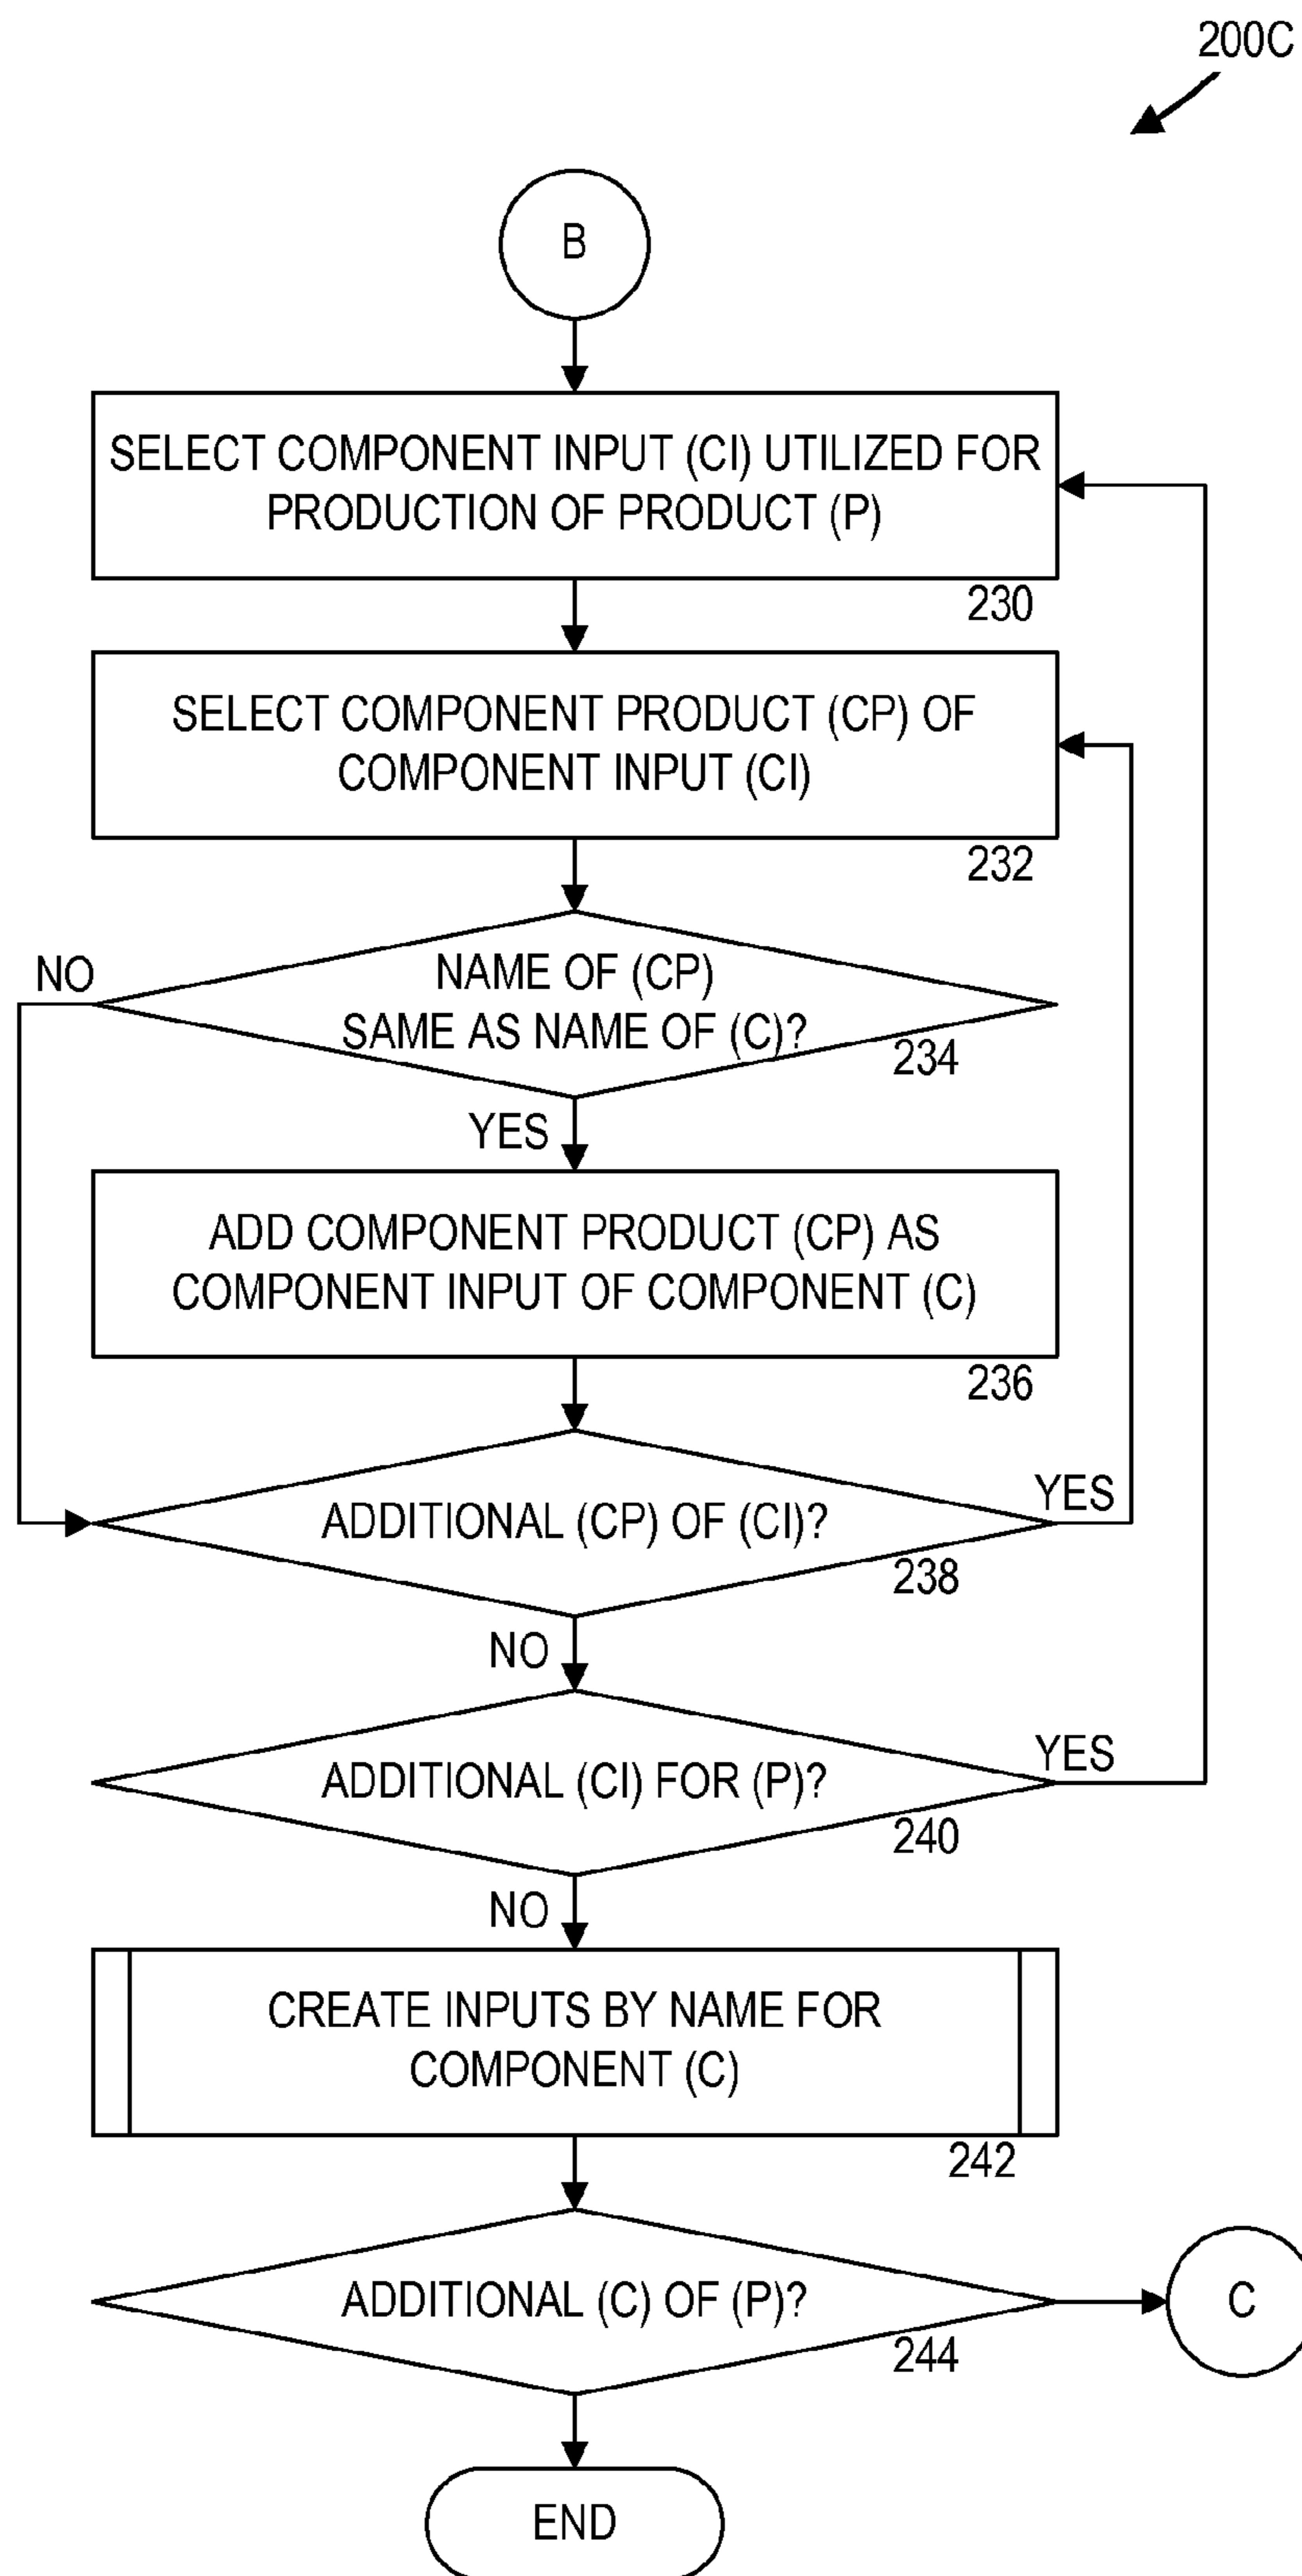 200C
B
SELECT COMPONENT INPUT (CI) UTILIZED FOR
PRODUCTION OF PRODUCT (P)
230
SELECT COMPONENT PRODUCT (CP) OF
COMPONENT INPUT (CI)
232
NO
NAME OF (CP)
SAME AS NAME OF (C)?
234
YES
ADD COMPONENT PRODUCT (CP) AS
COMPONENT INPUT OF COMPONENT (C)
236
YES
ADDITIONAL (CP) OF (CI)?
238
NO
YES
ADDITIONAL (CI) FOR (P)?
240
NO
CREATE INPUTS BY NAME FOR
COMPONENT (C)
242
ADDITIONAL (C) OF (P)?
C
244
END